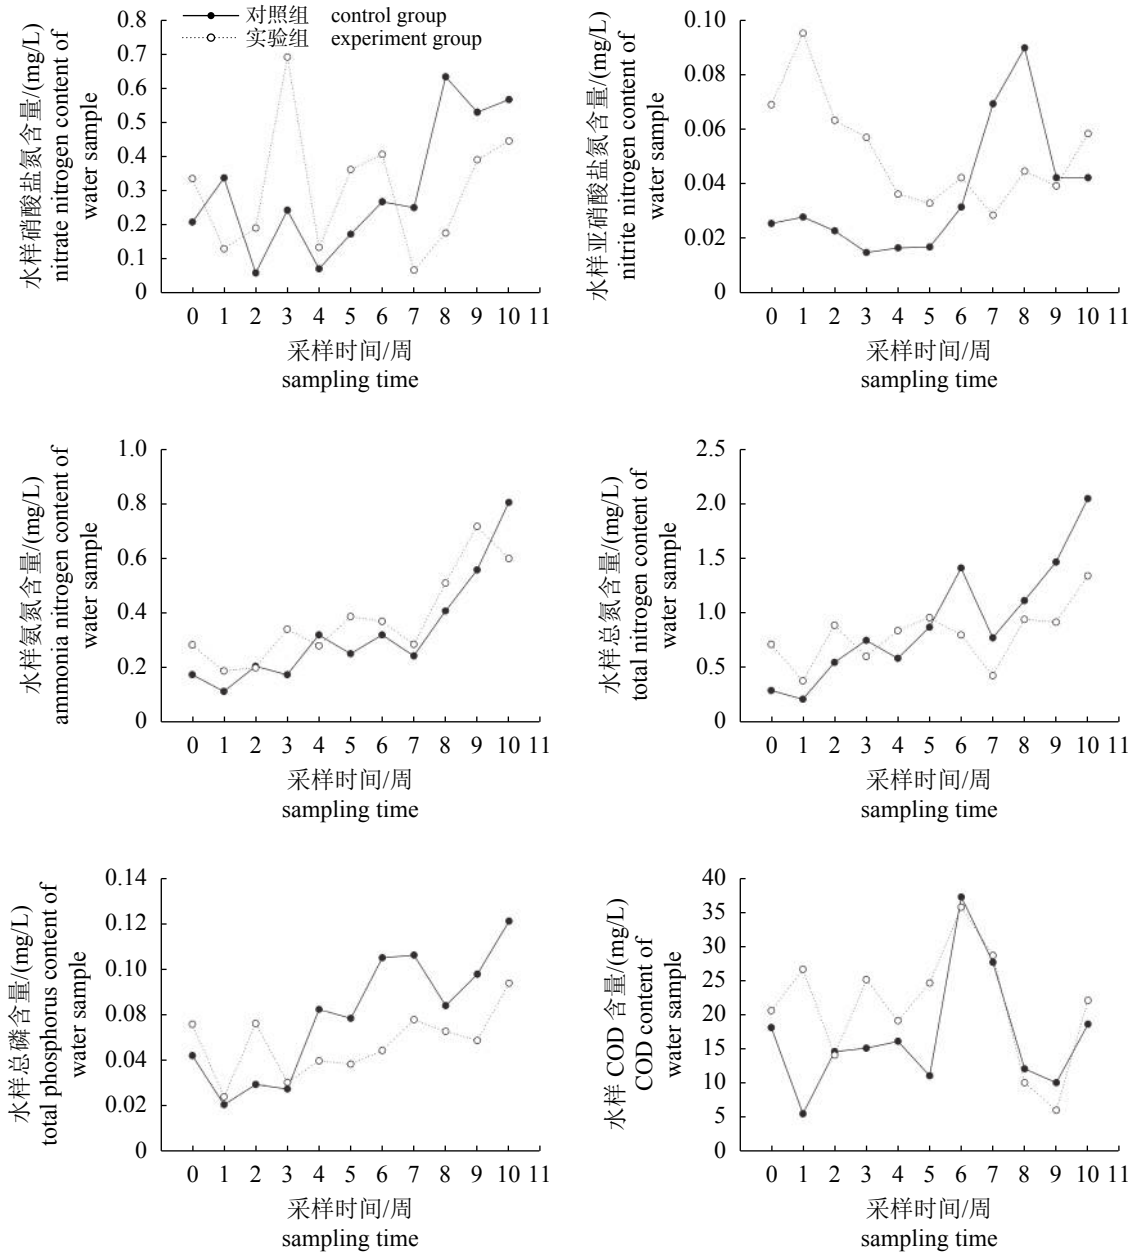 对照组 control group
实验组 experiment group
水样硝酸盐氮含量/(mg/L)
nitrate nitrogen content of
water sample
0.8
0.7
0.6
0.5
0.4
0.3
0.2
0.1
0
0 1 2 3 4 5 6 7 8 9 10 11
采样时间/周
sampling time
水样亚硝酸盐氮含量/(mg/L)
nitrite nitrogen content of
water sample
0.10
0.08
0.06
0.04
0.02
0
0 1 2 3 4 5 6 7 8 9 10 11
采样时间/周
sampling time
水样氨氮含量/(mg/L)
ammonia nitrogen content of
water sample
1.0
0.8
0.6
0.4
0.2
0
0 1 2 3 4 5 6 7 8 9 10 11
采样时间/周
sampling time
水样总氮含量/(mg/L)
total nitrogen content of
water sample
2.5
2.0
1.5
1.0
0.5
0
0 1 2 3 4 5 6 7 8 9 10 11
采样时间/周
sampling time
水样总磷含量/(mg/L)
total phosphorus content of
water sample
0.14
0.12
0.10
0.08
0.06
0.04
0.02
0
0 1 2 3 4 5 6 7 8 9 10 11
采样时间/周
sampling time
水样 COD 含量/(mg/L)
COD content of
water sample
40
35
30
25
20
15
10
5
0
0 1 2 3 4 5 6 7 8 9 10 11
采样时间/周
sampling time